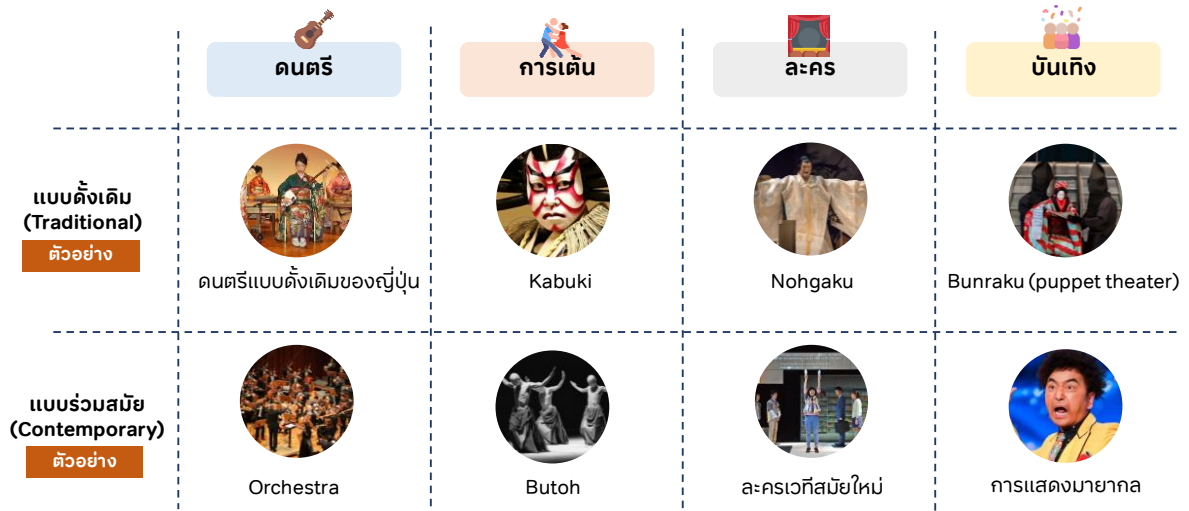 ดนตรี
การเต้น
ละคร
บันเทิง
แบบดั้งเดิม
(Traditional)
ตัวอย่าง
ดนตรีแบบดั้งเดิมของญี่ปุ่น
Kabuki
Nohgaku
Bunraku (puppet theater)
แบบร่วมสมัย
(Contemporary)
ตัวอย่าง
Orchestra
Butoh
ละครเวทีสมัยใหม่
การแสดงมายากล